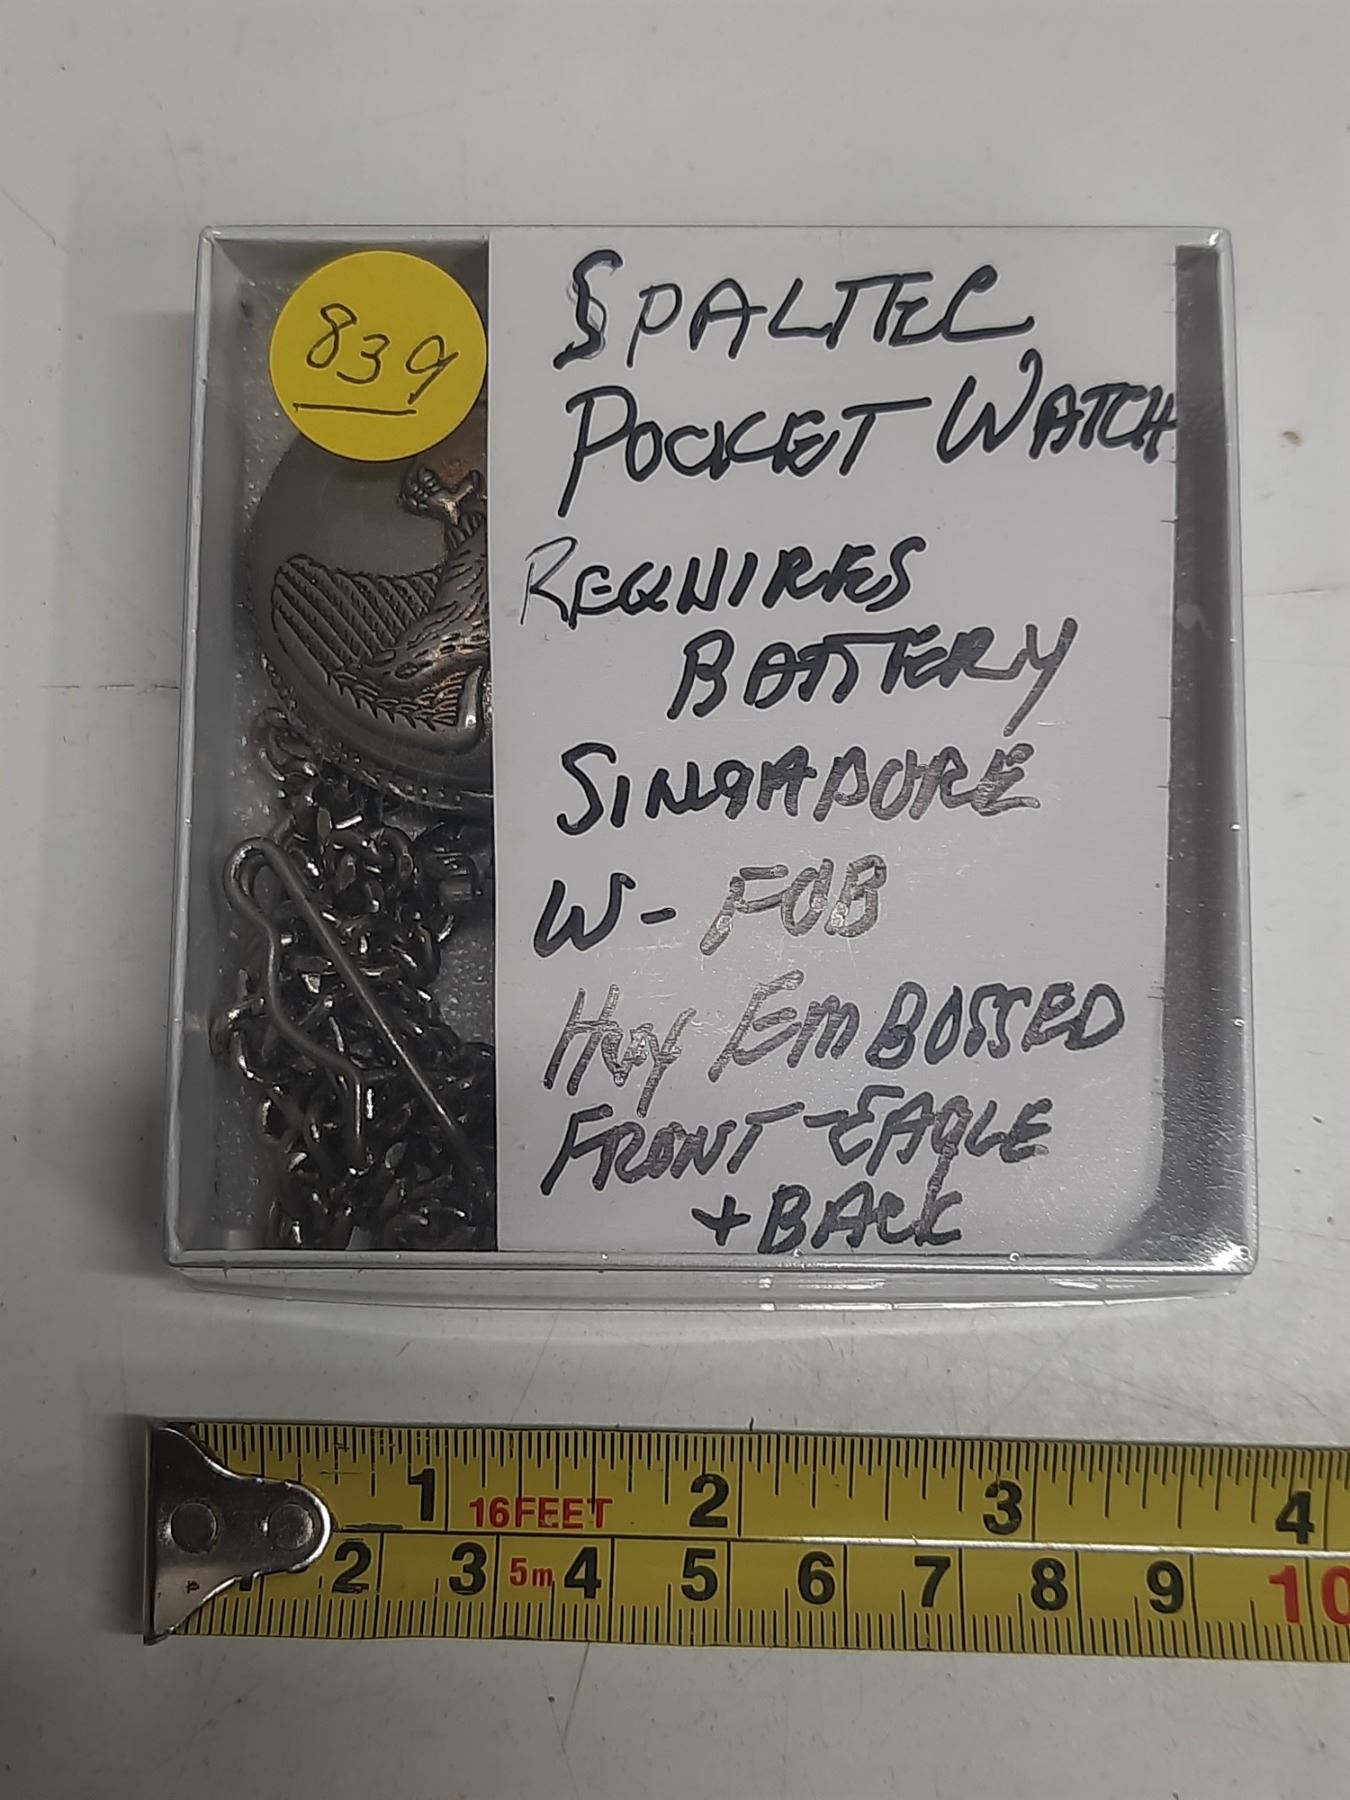 839
SPALTEC
POCKET WATCH
REQUIRES
BATTERY
SINGAPORE
W- FOB
HVY EMBOSSED
FRONT -EAGLE
+ BACK
1 16FEET 2 3 4
2 3 5m 4 5 6 7 8 9 10